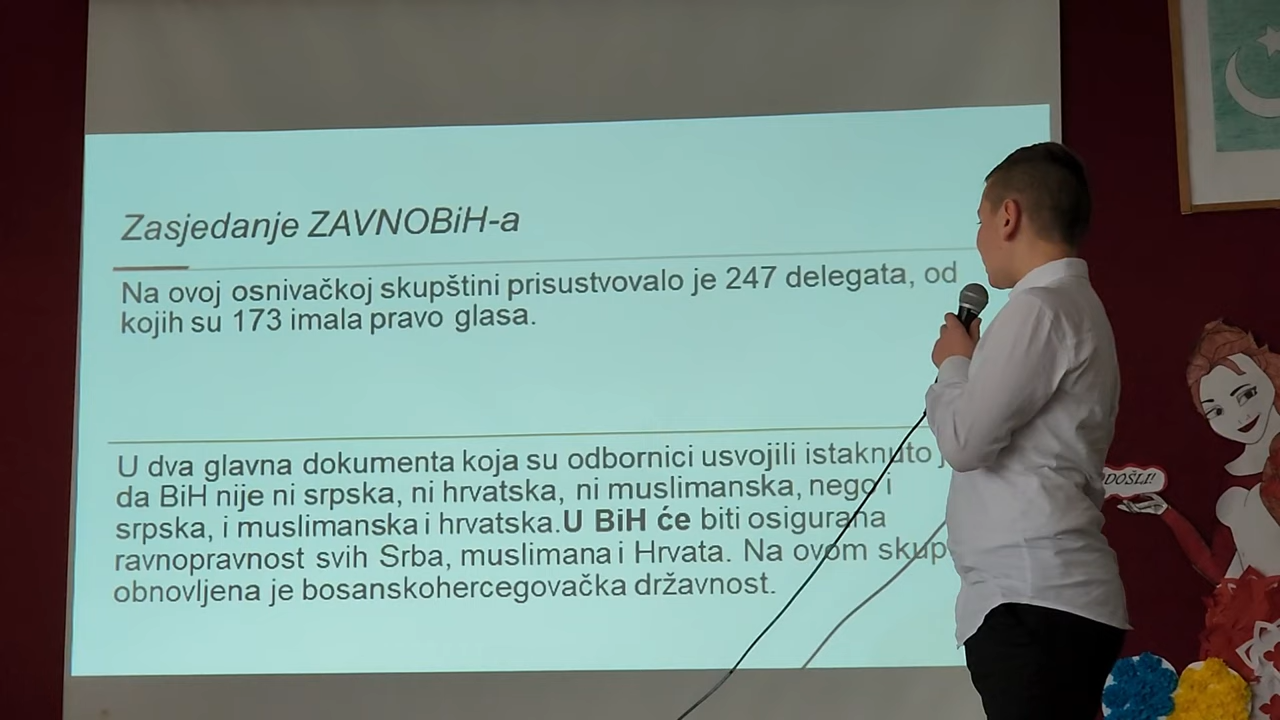 Zasjedanje ZAVNOBiH-a
Na ovoj osnivačkoj skupštini prisustvovalo je 247 delegata, od
kojih su 173 imala pravo glasa.
U dva glavna dokumenta koja su odbornici usvojili istaknuto
da BiH nije ni srpska, ni hrvatska, ni muslimanska, nego i
srpska, i muslimanska i hrvatska.U BiH će biti osigurana
ravnopravnost svih Srba, muslimana i Hrvata. Na ovom skup
obnovljena je bosanskohercegovačka državnost.
DOŠLI!